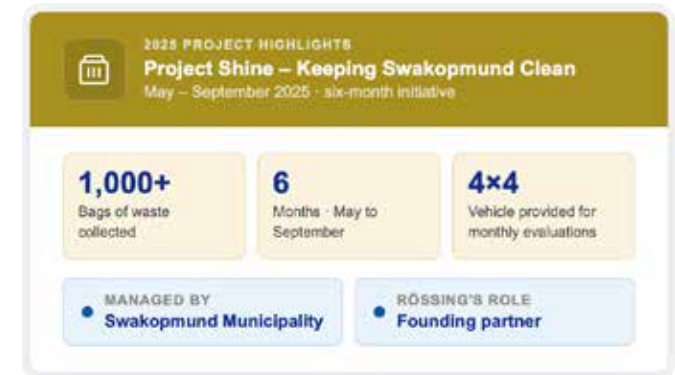 2025 PROJECT HIGHLIGHTS
Project Shine – Keeping Swakopmund Clean
May – September 2025 · six-month initiative
1,000+
Bags of waste
collected
6
Months · May to
September
4×4
Vehicle provided for
monthly evaluations
MANAGED BY
Swakopmund Municipality
RÖSSING'S ROLE
Founding partner